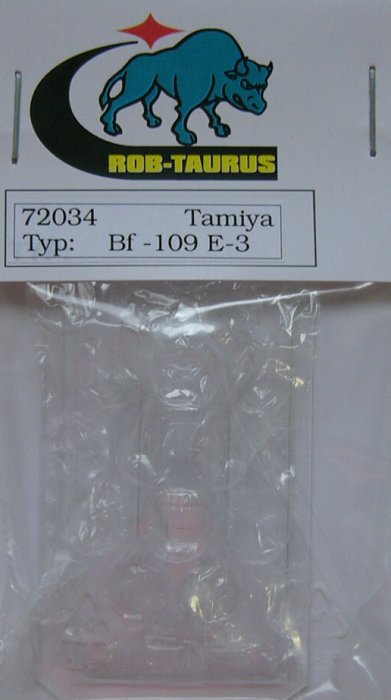 ROB-TAURUS
72034 Tamiya
Typ: Bf -109 E-3